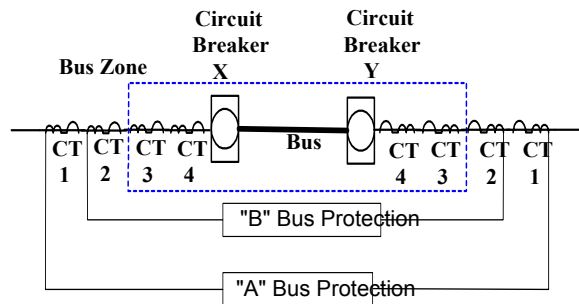 Circuit Breaker X
Circuit Breaker Y
Bus Zone
Bus
CT 1
CT 2
CT 3
CT 4
CT 4
CT 3
CT 2
CT 1
"B" Bus Protection
"A" Bus Protection